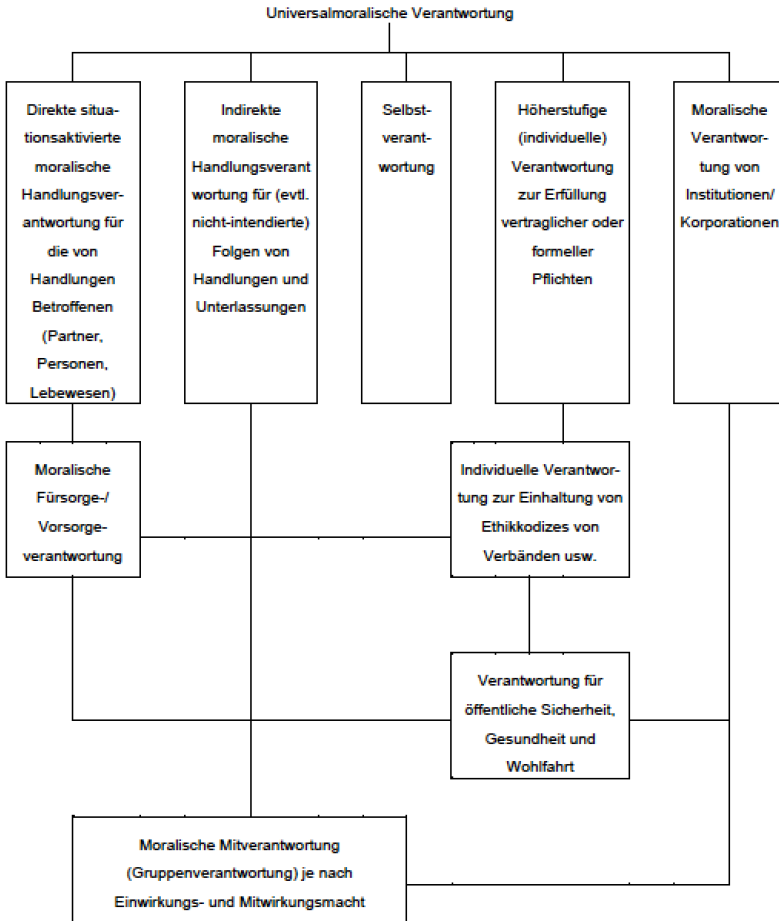 Universalmoralische Verantwortung
Direkte situa-
tionsaktivierte
moralische
Handlungsver-
antwortung für
die von
Handlungen
Betroffenen
(Partner,
Personen,
Lebewesen)
Indirekte
moralische
Handlungsverant
wortung für (evtl.
nicht-intendierte)
Folgen von
Handlungen und
Unterlassungen
Selbst-
verant-
wortung
Höherstufige
(individuelle)
Verantwortung
zur Erfüllung
vertraglicher oder
formeller
Pflichten
Moralische
Verantwor-
tung von
Institutionen/
Korporationen
Moralische
Fürsorge-/
Vorsorge-
verantwortung
Individuelle Verantwor-
tung zur Einhaltung von
Ethikkodizes von
Verbänden usw.
Verantwortung für
öffentliche Sicherheit,
Gesundheit und
Wohlfahrt
Moralische Mitverantwortung
(Gruppenverantwortung) je nach
Einwirkungs- und Mitwirkungsmacht